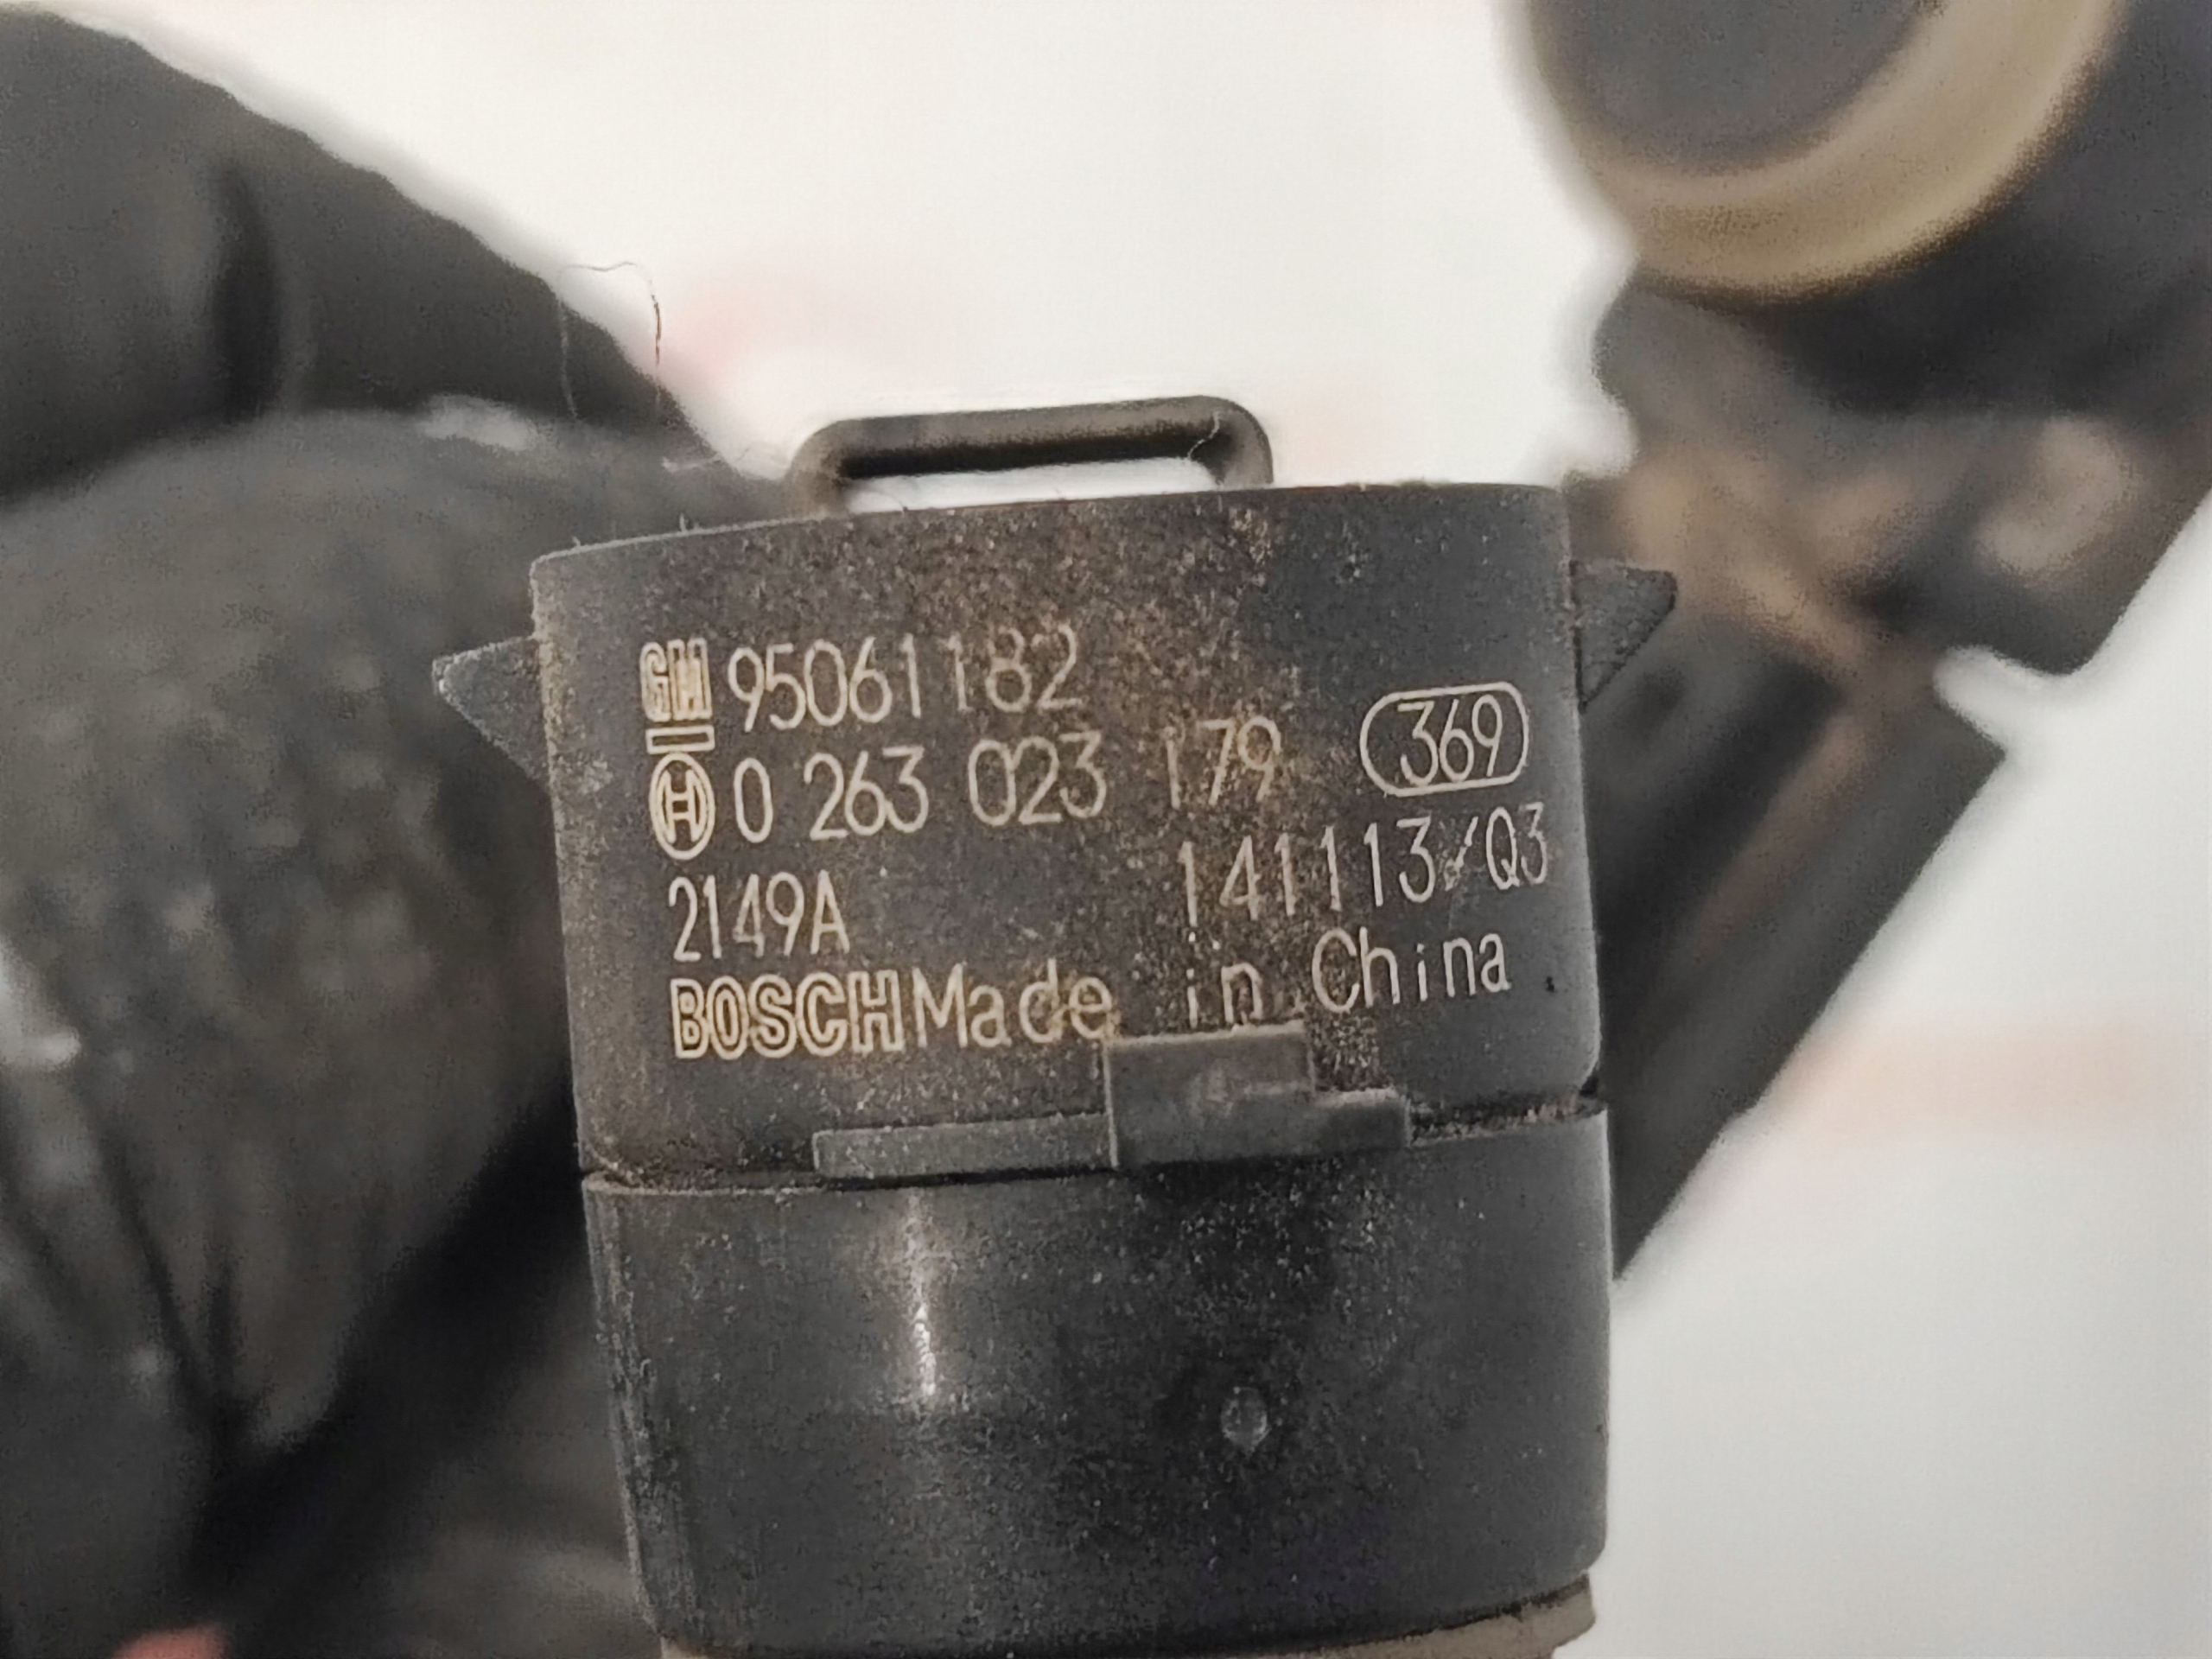 GM 95061182
0 263 023 179 369
2149A 141113/Q3
BOSCH Made in China